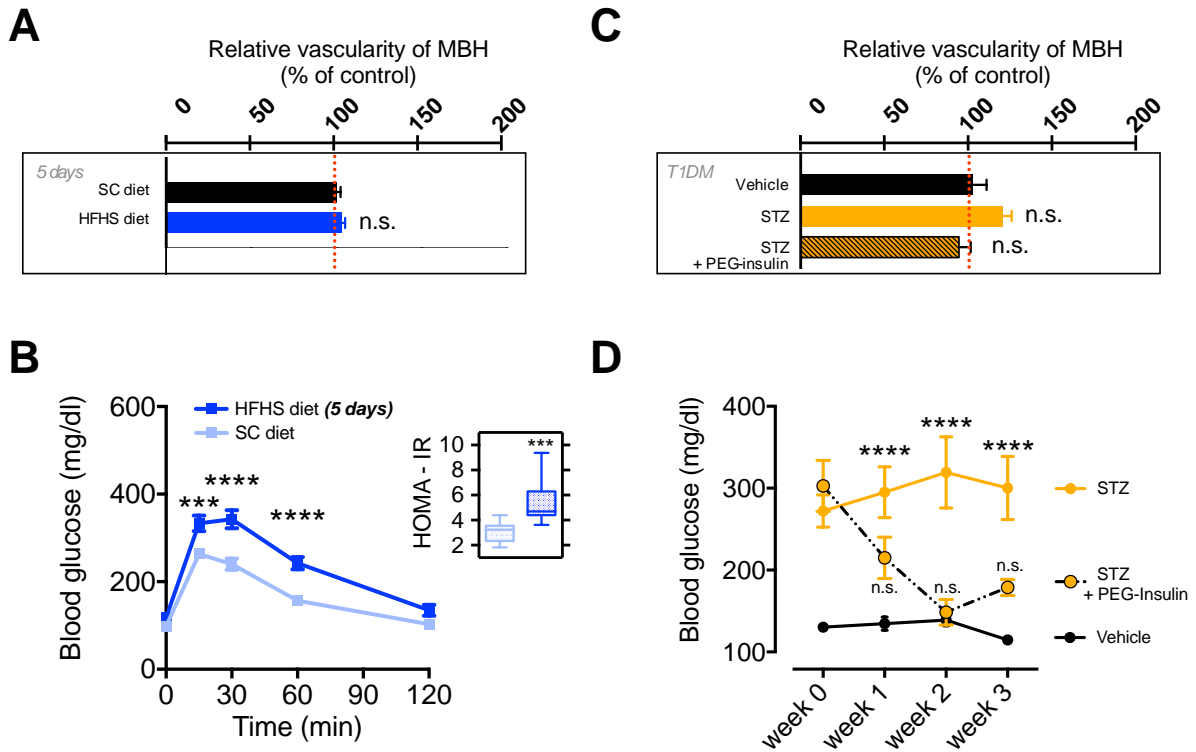 A
Relative vascularity of MBH
(% of control)
0 50 100 150 200
5 days
SC diet
HFHS diet
n.s.
C
Relative vascularity of MBH
(% of control)
0 50 100 150 200
T1DM
Vehicle
STZ
n.s.
STZ
+ PEG-insulin
n.s.
B
Blood glucose (mg/dl)
600
400
200
0
HFHS diet (5 days)
SC diet
***
****
****
0 30 60 90 120
Time (min)
HOMA - IR
10
8
6
4
2
***
D
Blood glucose (mg/dl)
400
300
200
100
****
****
****
n.s.
n.s.
n.s.
week 0
week 1
week 2
week 3
STZ
STZ
+ PEG-Insulin
Vehicle